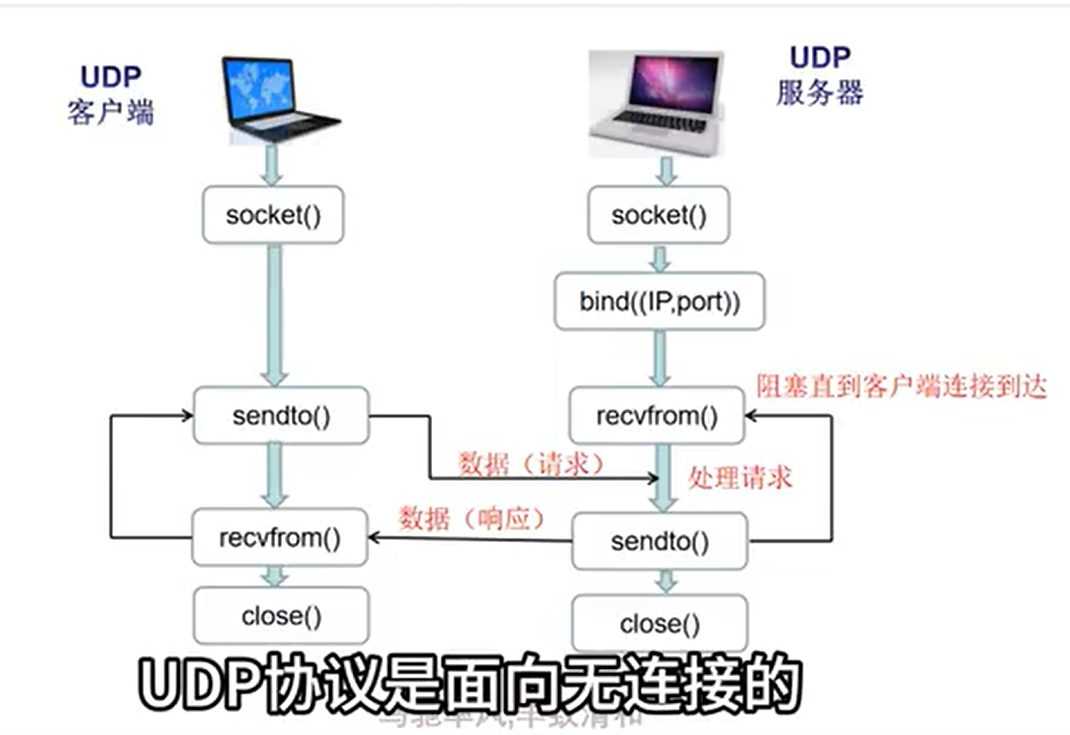 UDP
客户端
UDP
服务器
socket()
socket()
bind((IP,port))
阻塞直到客户端连接到达
sendto()
recvfrom()
数据（请求）
处理请求
数据（响应）
recvfrom()
sendto()
close()
close()
UDP协议是面向无连接的